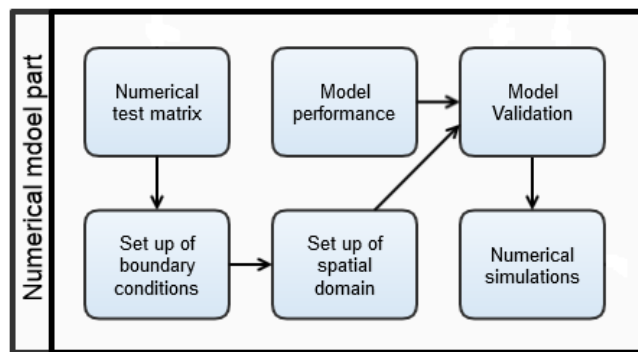 Numerical mdoel part
Numerical
test matrix
Model
performance
Model
Validation
Set up of
boundary
conditions
Set up of
spatial
domain
Numerical
simulations